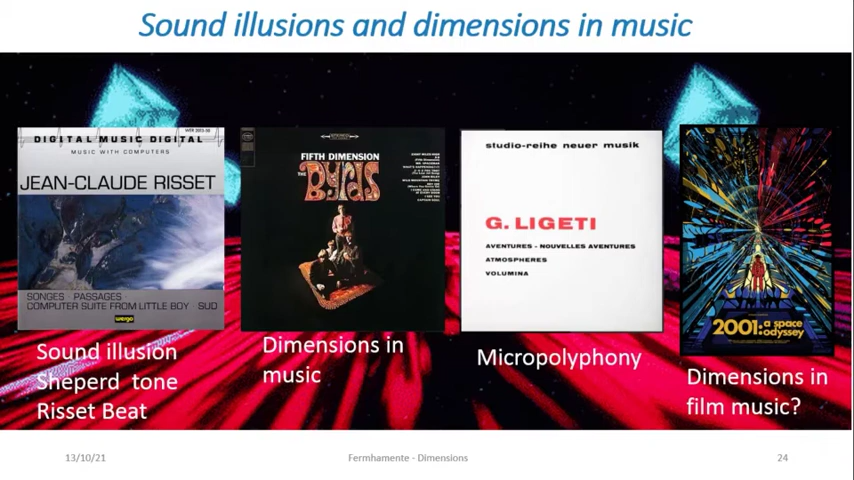 Sound illusions and dimensions in music
DIGITAL MUSIC DIGITAL
MUSIC WITH COMPUTERS
JEAN-CLAUDE RISSET
SONGES PASSAGES
COMPUTER SUITE FROM LITTLE BOY SUD
wergo
FIFTH DIMENSION
THE Byrds
studio-reihe neuer musik
G. LIGETI
AVENTURES - NOUVELLES AVENTURES
ATMOSPHERES
VOLUMINA
2001: a space
odyssey
Sound illusion
Sheperd tone
Risset Beat
Dimensions in
music
Micropolyphony
Dimensions in
film music?
13/10/21
Fermhamente - Dimensions
24